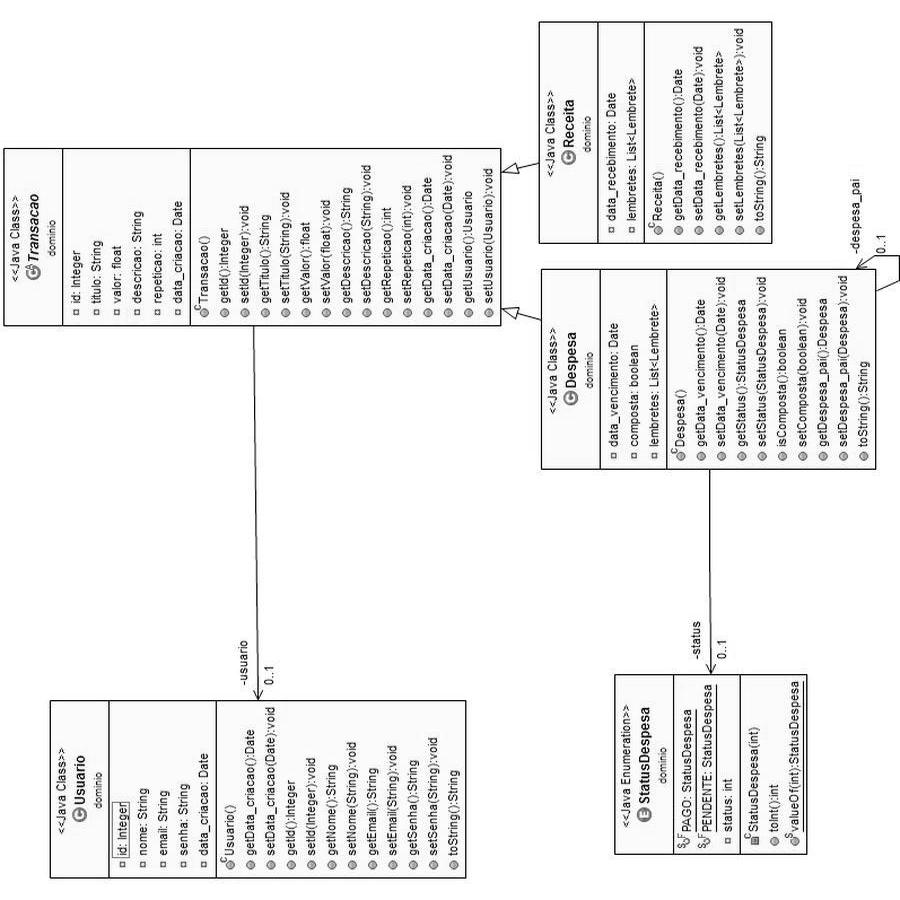 <<Java Class>>
Transacao
dominio
id: Integer
titulo: String
valor: float
descricao: String
repeticao: int
data_criacao: Date
Transacao()
getId():Integer
setId(Integer):void
getTitulo():String
setTitulo(String):void
getValor():float
setValor(float):void
getDescricao():String
setDescricao(String):void
getRepeticao():int
setRepeticao(int):void
getData_criacao():Date
setData_criacao(Date):void
getUsuario():Usuario
setUsuario(Usuario):void
<<Java Class>>
Receita
dominio
data_recebimento: Date
lembretes: List<Lembrete>
Receita()
getData_recebimento():Date
setData_recebimento(Date):void
getLembretes():List<Lembrete>
setLembretes(List<Lembrete>):void
toString():String
<<Java Class>>
Despesa
dominio
data_vencimento: Date
composta: boolean
lembretes: List<Lembrete>
Despesa()
getData_vencimento():Date
setData_vencimento(Date):void
getStatus():StatusDespesa
setStatus(StatusDespesa):void
isComposta():boolean
setComposta(boolean):void
getDespesa_pai():Despesa
setDespesa_pai(Despesa):void
toString():String
-despesa_pai
0..1
-usuario
0..1
-status
0..1
<<Java Class>>
Usuario
dominio
id: Integer
nome: String
email: String
senha: String
data_criacao: Date
Usuario()
getData_criacao():Date
setData_criacao(Date):void
getId():Integer
setId(Integer):void
getNome():String
setNome(String):void
getEmail():String
setEmail(String):void
getSenha():String
setSenha(String):void
toString():String
<<Java Enumeration>>
StatusDespesa
dominio
PAGO: StatusDespesa
PENDENTE: StatusDespesa
status: int
StatusDespesa(int)
toInt():int
valueOf(int):StatusDespesa